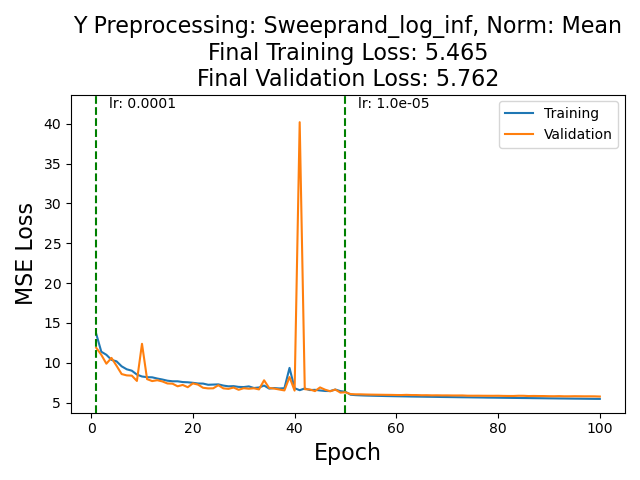 Y Preprocessing: Sweeprand_log_inf, Norm: Mean
Final Training Loss: 5.465
Final Validation Loss: 5.762
lr: 0.0001
lr: 1.0e-05
Training
Validation
MSE Loss
40
35
30
25
20
15
10
5
0
20
40
60
80
100
Epoch